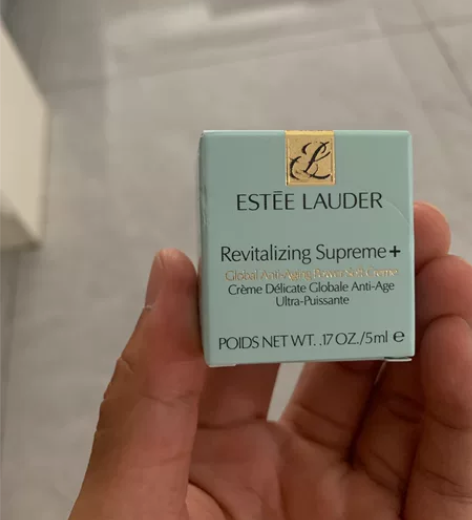 EL
ESTĒE LAUDER
Revitalizing Supreme+
Global Anti-Aging Power Soft Creme
Crème Délicate Globale Anti-Age
Ultra-Puissante
POIDS NET WT. .17 OZ./5ml ℮